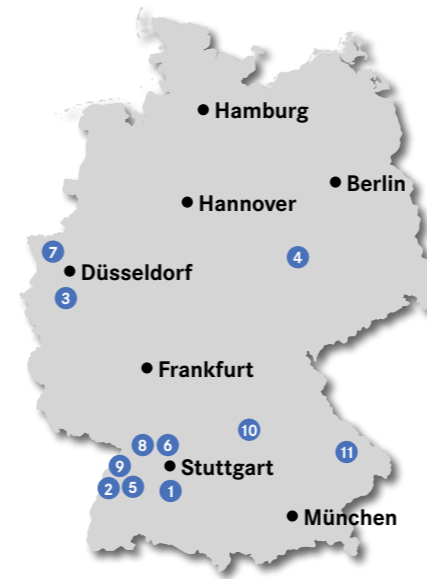 Hamburg
Berlin
Hannover
7
4
Düsseldorf
3
Frankfurt
10
8
6
11
9
Stuttgart
2
5
1
München